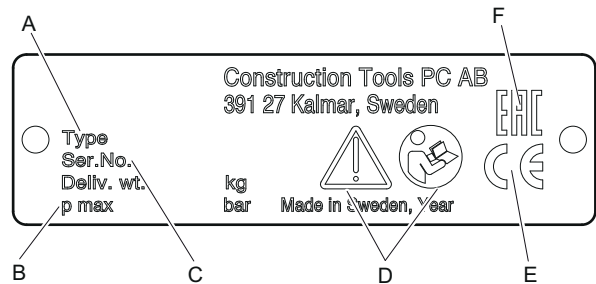 A
F
Construction Tools PC AB
391 27 Kalmar, Sweden
EAC
Type
Ser.No.
Deliv. wt. kg
p max bar Made in Sweden, Year
CE
B
C
D
E